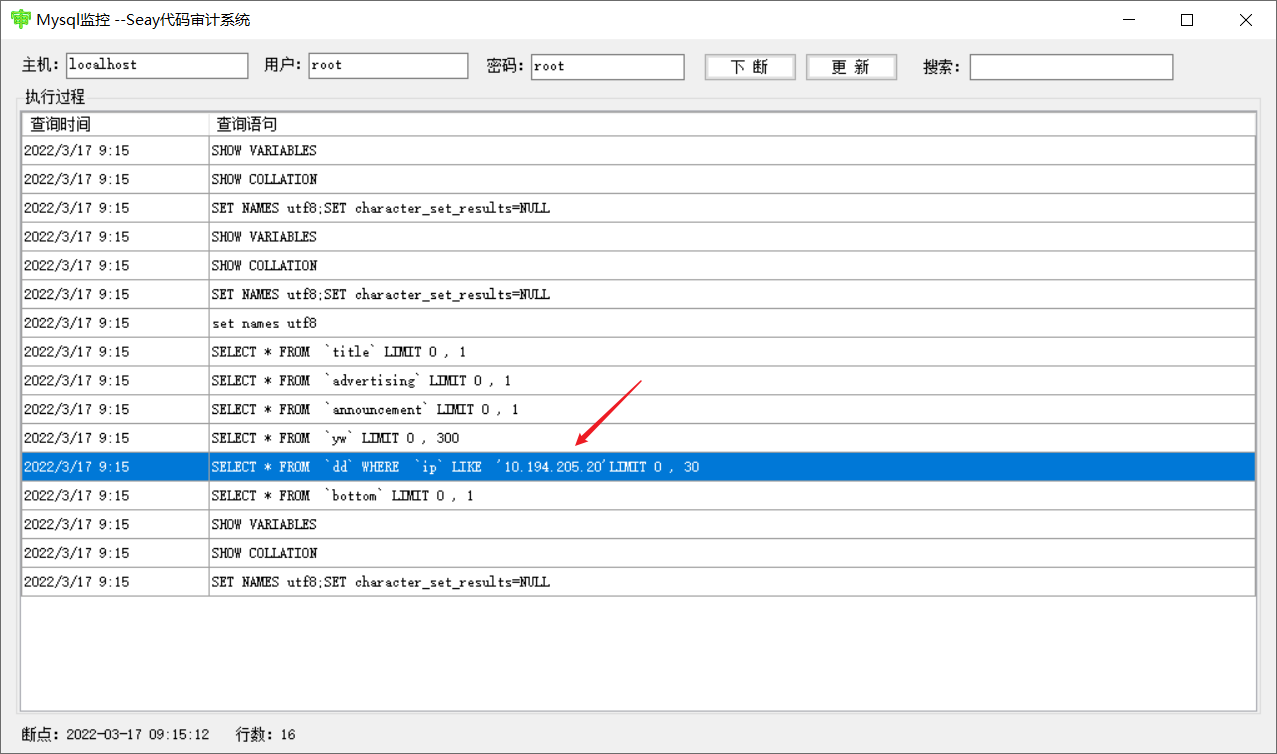 Mysql监控 --Seay代码审计系统
主机: localhost 用户: root 密码: root 下 断 更 新 搜索:
执行过程
查询时间 查询语句
2022/3/17 9:15 SHOW VARIABLES
2022/3/17 9:15 SHOW COLLATION
2022/3/17 9:15 SET NAMES utf8;SET character_set_results=NULL
2022/3/17 9:15 SHOW VARIABLES
2022/3/17 9:15 SHOW COLLATION
2022/3/17 9:15 SET NAMES utf8;SET character_set_results=NULL
2022/3/17 9:15 set names utf8
2022/3/17 9:15 SELECT * FROM `title` LIMIT 0 , 1
2022/3/17 9:15 SELECT * FROM `advertising` LIMIT 0 , 1
2022/3/17 9:15 SELECT * FROM `announcement` LIMIT 0 , 1
2022/3/17 9:15 SELECT * FROM `yw` LIMIT 0 , 300
2022/3/17 9:15 SELECT * FROM `dd` WHERE `ip` LIKE '10.194.205.20'LIMIT 0 , 30
2022/3/17 9:15 SELECT * FROM `bottom` LIMIT 0 , 1
2022/3/17 9:15 SHOW VARIABLES
2022/3/17 9:15 SHOW COLLATION
2022/3/17 9:15 SET NAMES utf8;SET character_set_results=NULL
断点: 2022-03-17 09:15:12 行数: 16